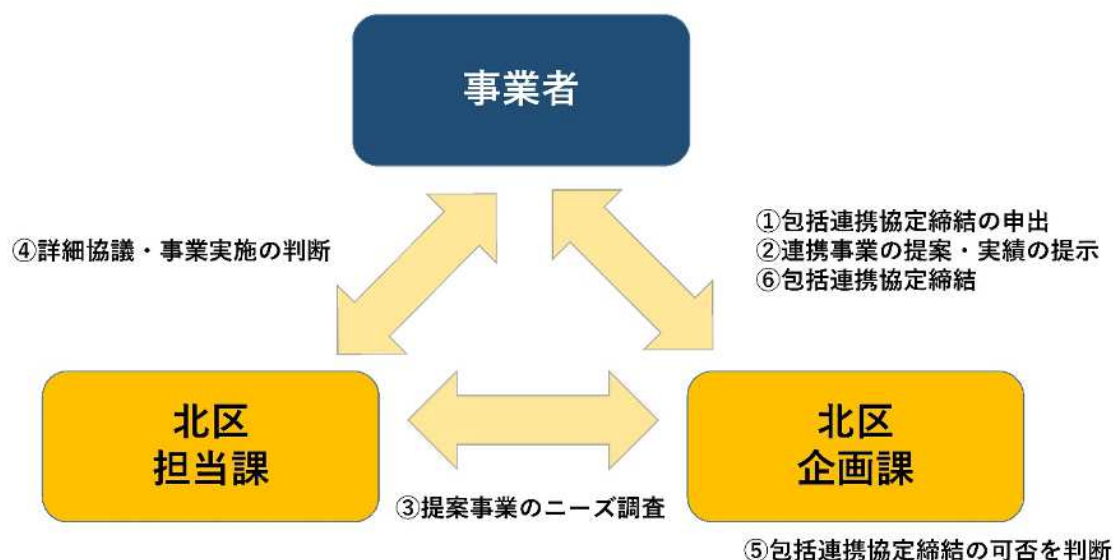 事業者
④詳細協議・事業実施の判断
①包括連携協定締結の申出
②連携事業の提案・実績の提示
⑥包括連携協定締結
北区
担当課
北区
企画課
③提案事業のニーズ調査
⑤包括連携協定締結の可否を判断